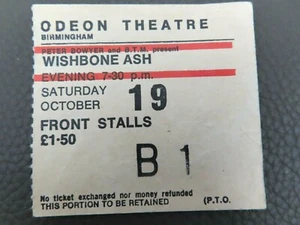 ODEON THEATRE
BIRMINGHAM
PETER BOWYER and B.T.M. present
WISHBONE ASH
EVENING 7-30 p.m.
SATURDAY
OCTOBER 19
FRONT STALLS
£1·50
B 1
No ticket exchanged nor money refunded
THIS PORTION TO BE RETAINED (P.T.O.